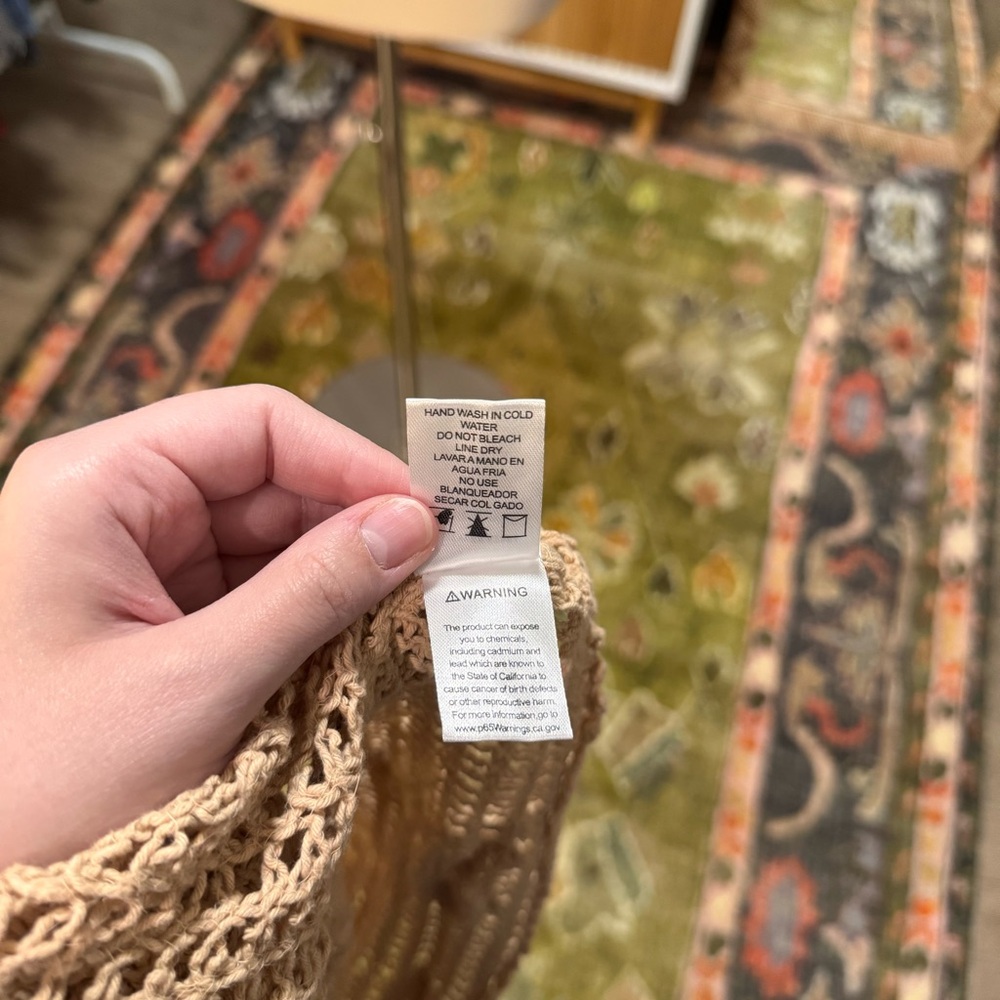 HAND WASH IN COLD
WATER
DO NOT BLEACH
LINE DRY
LAVAR A MANO EN
AGUA FRIA
NO USE
BLANQUEADOR
SECAR COL GADO
⚠WARNING
The product can expose
you to chemicals,
including cadmium and
lead which are known to
the State of California to
cause cancer of birth defects
or other reproductive harm.
For more information,go to
www.p65Warnings.ca.gov